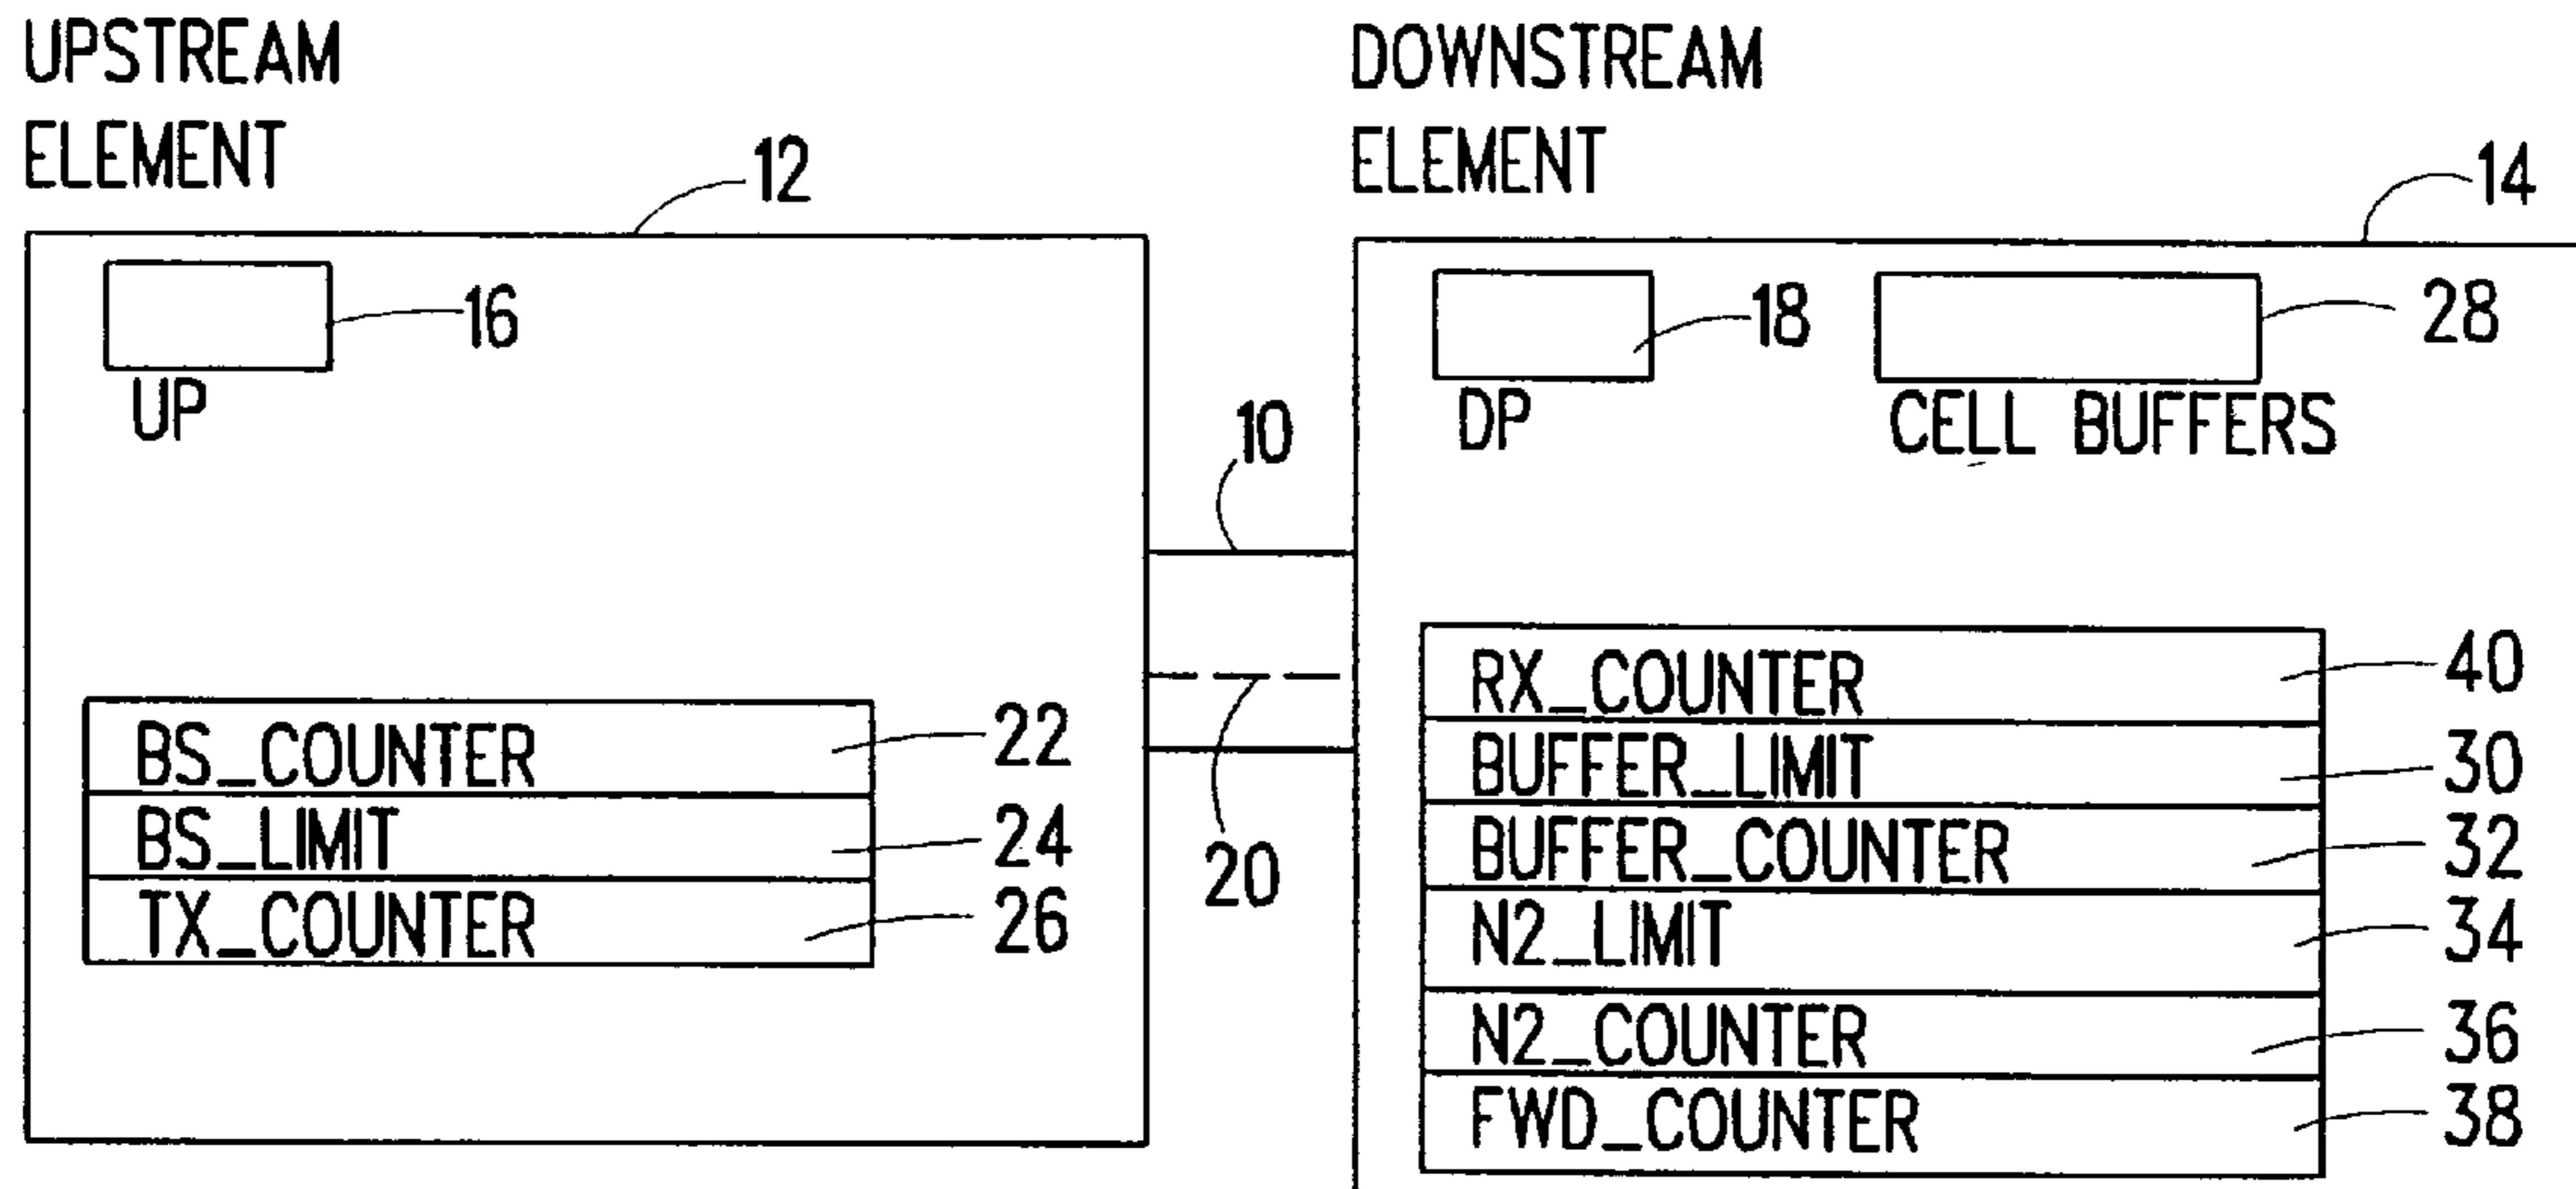 UPSTREAM
ELEMENT
12
16
UP
BS_COUNTER
22
BS_LIMIT
24
TX_COUNTER
26
10
20
DOWNSTREAM
ELEMENT
14
18
DP
28
CELL BUFFERS
RX_COUNTER
40
BUFFER_LIMIT
30
BUFFER_COUNTER
32
N2_LIMIT
34
N2_COUNTER
36
FWD_COUNTER
38